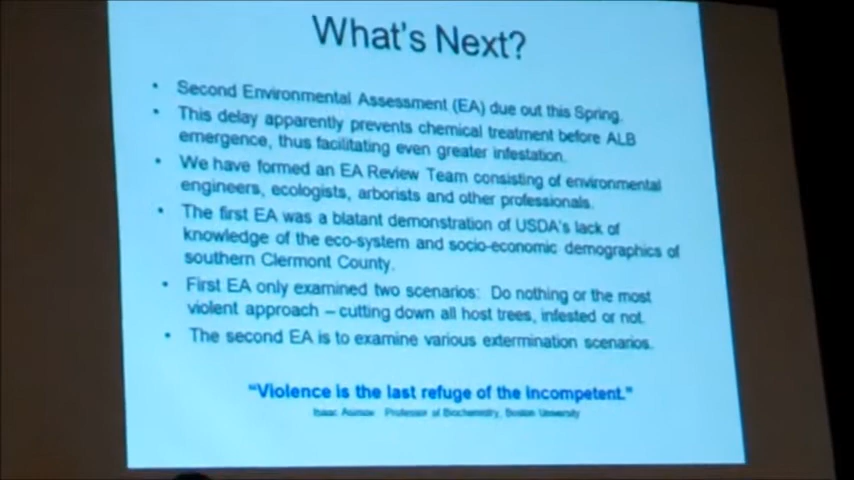 What's Next?
• Second Environmental Assessment (EA) due out this Spring.
• This delay apparently prevents chemical treatment before ALB
emergence, thus facilitating even greater infestation.
• We have formed an EA Review Team consisting of environmental
engineers, ecologists, arborists and other professionals.
• The first EA was a blatant demonstration of USDA's lack of
knowledge of the eco-system and socio-economic demographics of
southern Clermont County.
• First EA only examined two scenarios: Do nothing or the most
violent approach – cutting down all host trees, infested or not.
• The second EA is to examine various extermination scenarios.
"Violence is the last refuge of the incompetent."
Isaac Asimov Professor of Biochemistry, Boston University